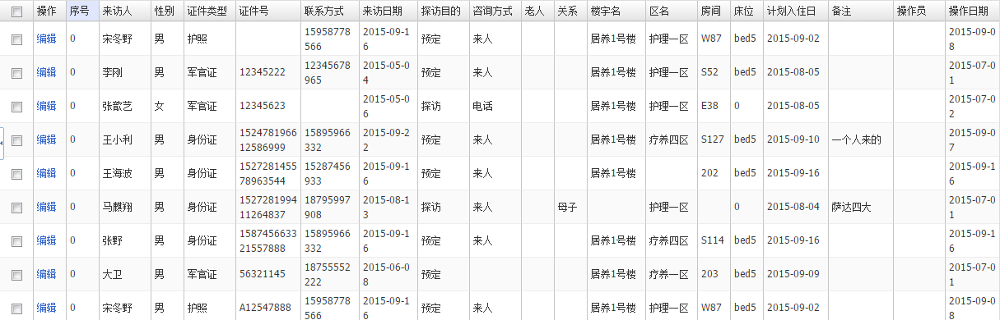 操作 序号 来访人 性别 证件类型 证件号 联系方式 来访日期 探访目的 咨询方式 老人 关系 楼宇名 区名 房间 床位 计划入住日 备注 操作员 操作日期
编辑 0 宋冬野 男 护照 15958778566 2015-09-16 预定 来人 居养1号楼 护理一区 W87 bed5 2015-09-02 2015-09-08
编辑 0 李刚 男 军官证 12345222 12345678965 2015-05-04 预定 来人 居养1号楼 护理一区 S52 bed5 2015-08-05 2015-07-01
编辑 0 张歆艺 女 军官证 12345623 2015-05-06 探访 电话 居养1号楼 护理一区 E38 0 2015-08-05 2015-07-02
编辑 0 王小利 男 身份证 152478196612586999 15895966332 2015-09-22 预定 来人 居养1号楼 疗养四区 S127 bed5 2015-09-10 一个人来的 2015-09-07
编辑 0 王海波 男 身份证 152728145578963544 15287456933 2015-09-16 预定 来人 居养1号楼 202 bed5 2015-09-16 2015-09-16
编辑 0 马麒翔 男 身份证 152728199411264837 18795997908 2015-08-13 探访 来人 母子 护理一区 0 2015-08-04 萨达四大 2015-07-01
编辑 0 张野 男 身份证 158745663321557888 15895966332 2015-09-16 预定 来人 居养1号楼 疗养四区 S114 bed5 2015-09-16 2015-09-16
编辑 0 大卫 男 军官证 56321145 18755552222 2015-06-08 预定 居养1号楼 疗养一区 203 bed5 2015-09-09 2015-07-01
编辑 0 宋冬野 男 护照 A12547888 15958778566 2015-09-16 预定 来人 居养1号楼 护理一区 W87 bed5 2015-09-02 2015-09-08